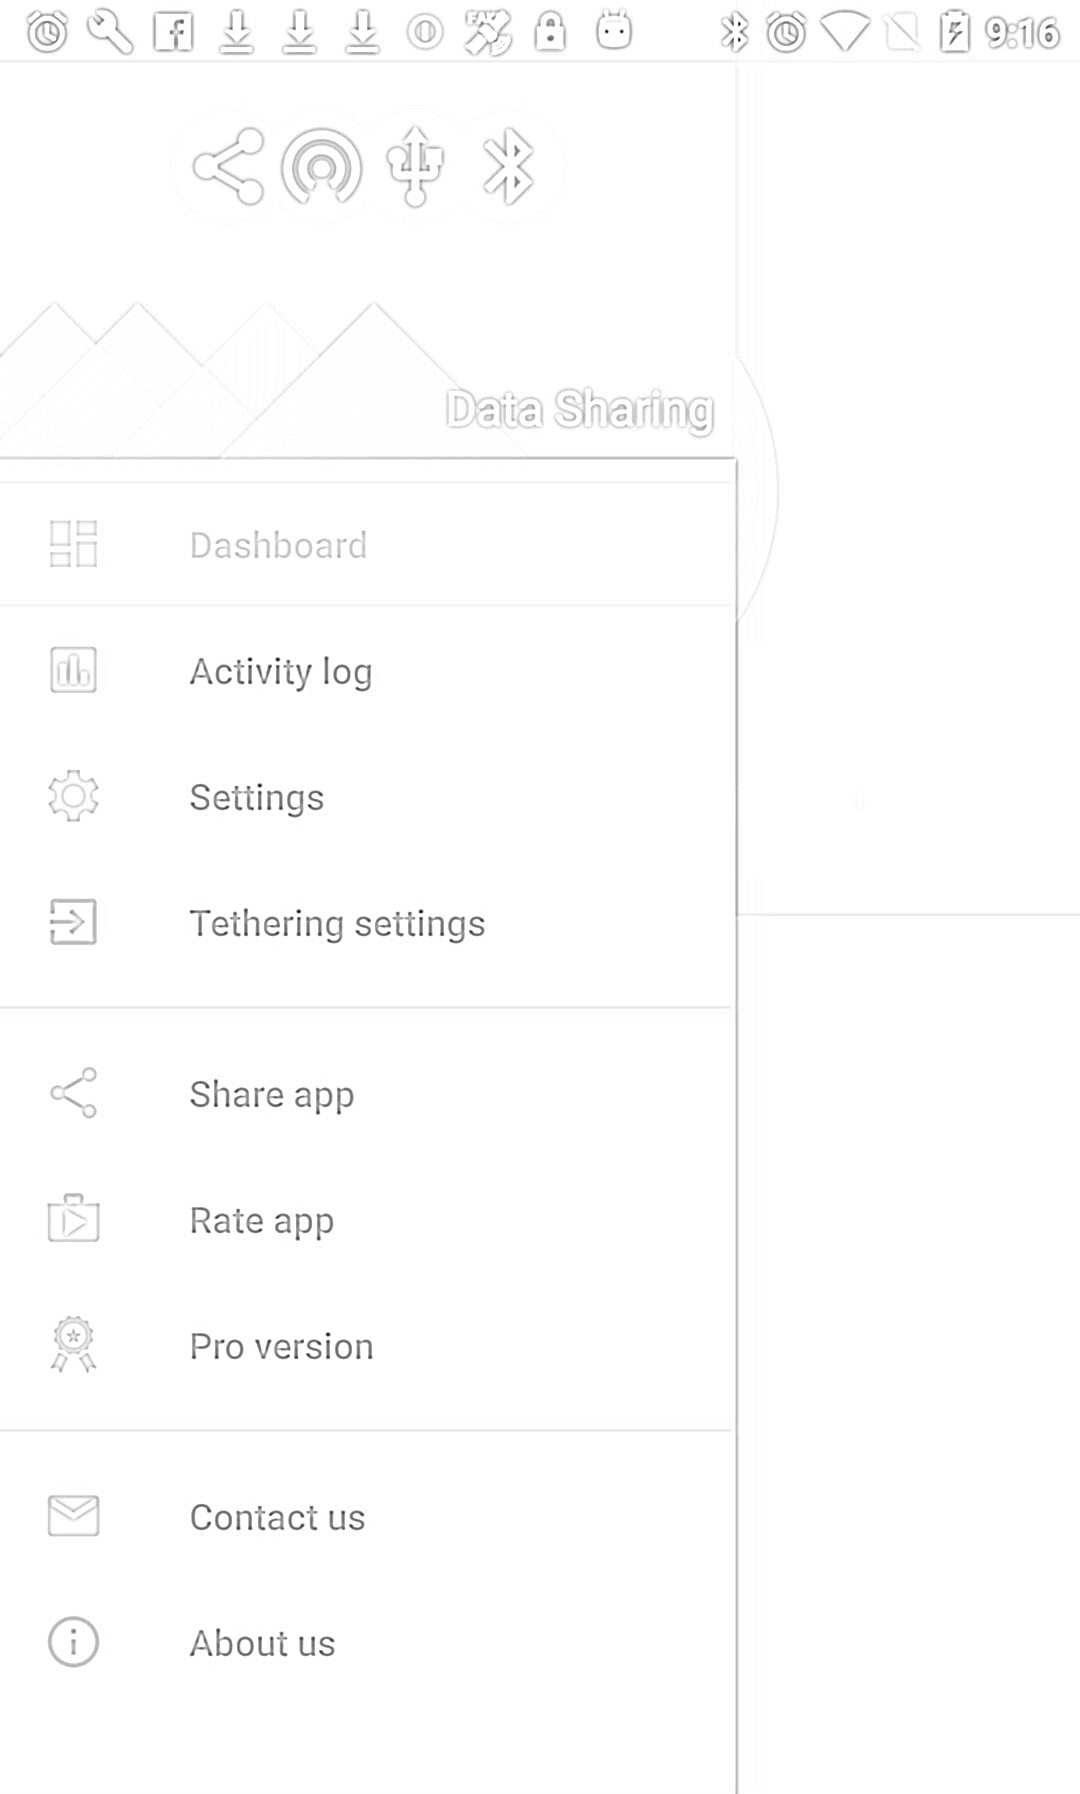 9:16
Data Sharing
Dashboard
Activity log
Settings
Tethering settings
Share app
Rate app
Pro version
Contact us
About us